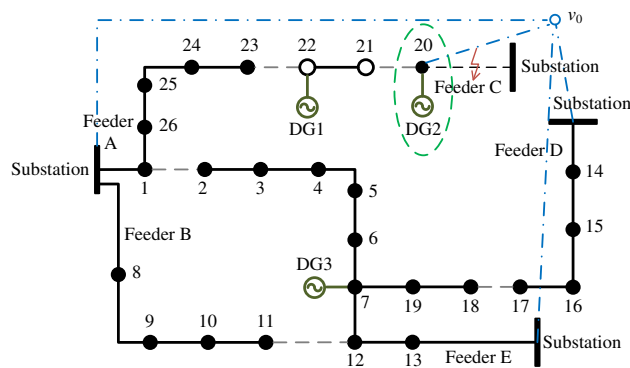 v0
24
23
22
21
20
Substation
25
DG1
DG2
Feeder C
Substation
Feeder
A
26
Feeder D
Substation
1
2
3
4
14
5
Feeder B
15
6
8
DG3
7
19
18
17
16
9
10
11
12
13
Feeder E
Substation